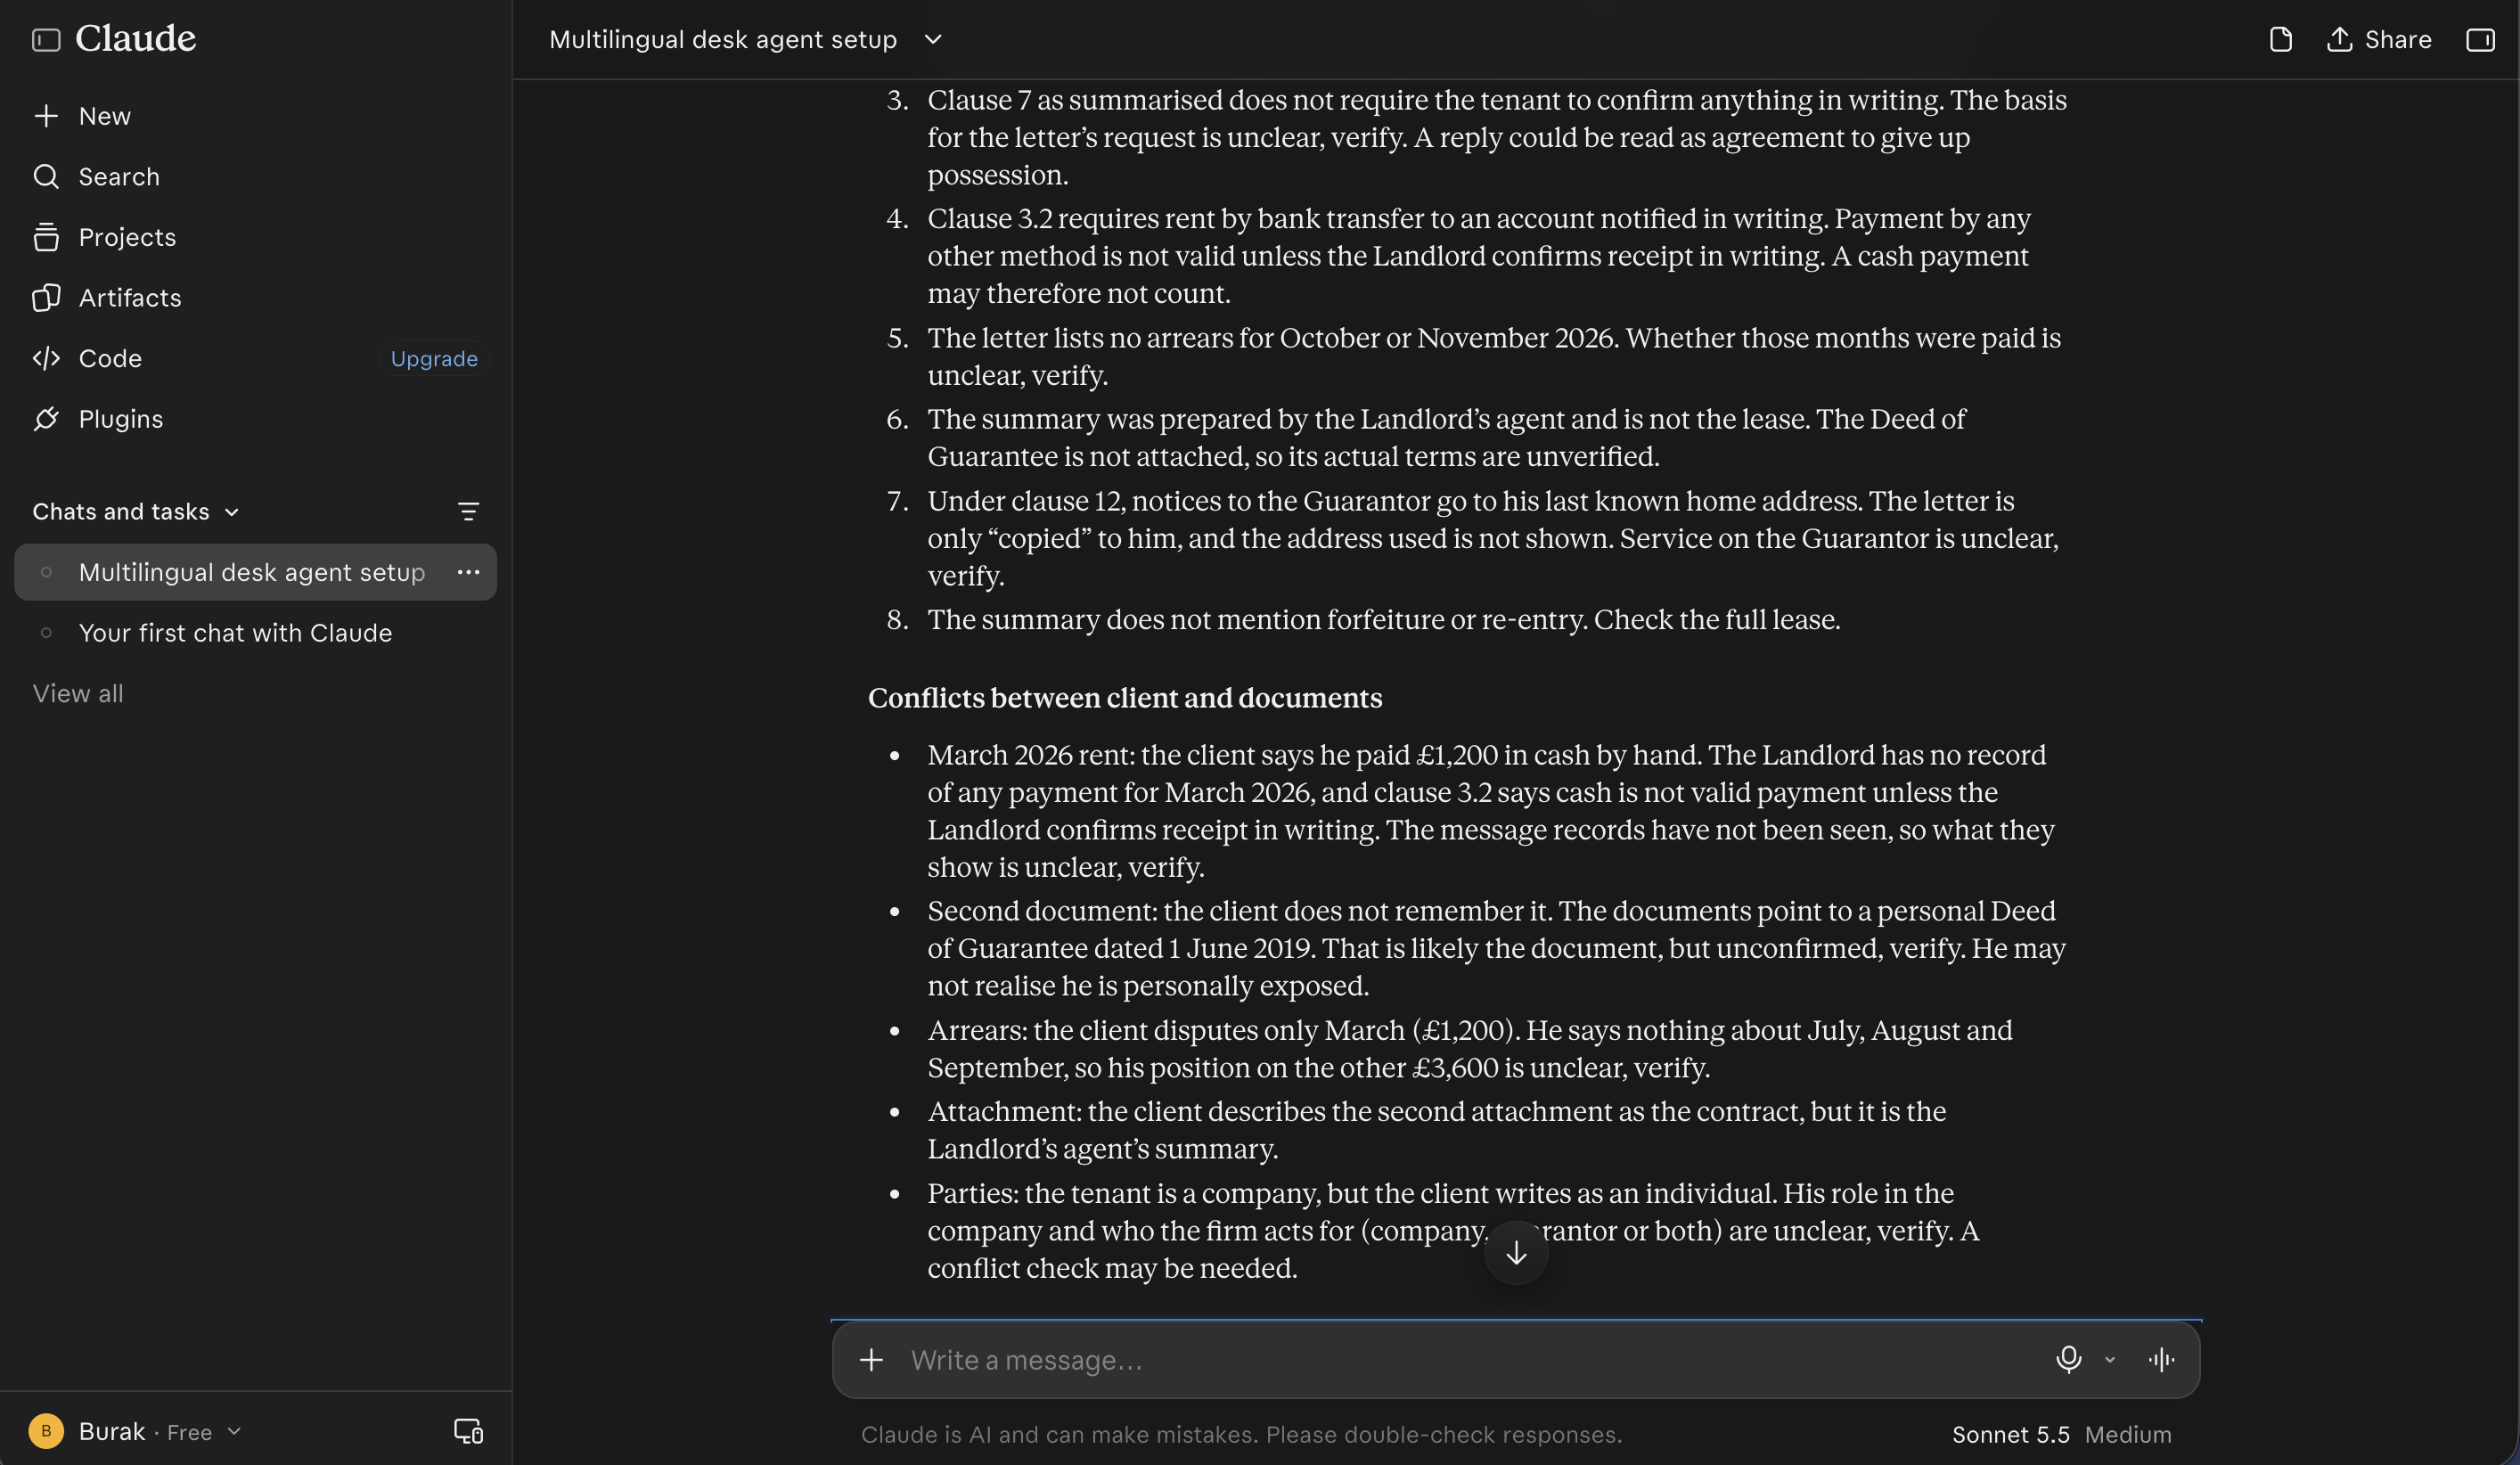 Claude
New
Search
Projects
Artifacts
Code
Upgrade
Plugins
Chats and tasks
Multilingual desk agent setup
Your first chat with Claude
View all
B
Burak · Free
Multilingual desk agent setup
Share
3. Clause 7 as summarised does not require the tenant to confirm anything in writing. The basis
for the letter’s request is unclear, verify. A reply could be read as agreement to give up
possession.
4. Clause 3.2 requires rent by bank transfer to an account notified in writing. Payment by any
other method is not valid unless the Landlord confirms receipt in writing. A cash payment
may therefore not count.
5. The letter lists no arrears for October or November 2026. Whether those months were paid is
unclear, verify.
6. The summary was prepared by the Landlord’s agent and is not the lease. The Deed of
Guarantee is not attached, so its actual terms are unverified.
7. Under clause 12, notices to the Guarantor go to his last known home address. The letter is
only “copied” to him, and the address used is not shown. Service on the Guarantor is unclear,
verify.
8. The summary does not mention forfeiture or re-entry. Check the full lease.
Conflicts between client and documents
• March 2026 rent: the client says he paid £1,200 in cash by hand. The Landlord has no record
of any payment for March 2026, and clause 3.2 says cash is not valid payment unless the
Landlord confirms receipt in writing. The message records have not been seen, so what they
show is unclear, verify.
• Second document: the client does not remember it. The documents point to a personal Deed
of Guarantee dated 1 June 2019. That is likely the document, but unconfirmed, verify. He may
not realise he is personally exposed.
• Arrears: the client disputes only March (£1,200). He says nothing about July, August and
September, so his position on the other £3,600 is unclear, verify.
• Attachment: the client describes the second attachment as the contract, but it is the
Landlord’s agent’s summary.
• Parties: the tenant is a company, but the client writes as an individual. His role in the
company and who the firm acts for (company, rantor or both) are unclear, verify. A
conflict check may be needed.
Write a message…
Claude is AI and can make mistakes. Please double-check responses.
Sonnet 5.5 Medium